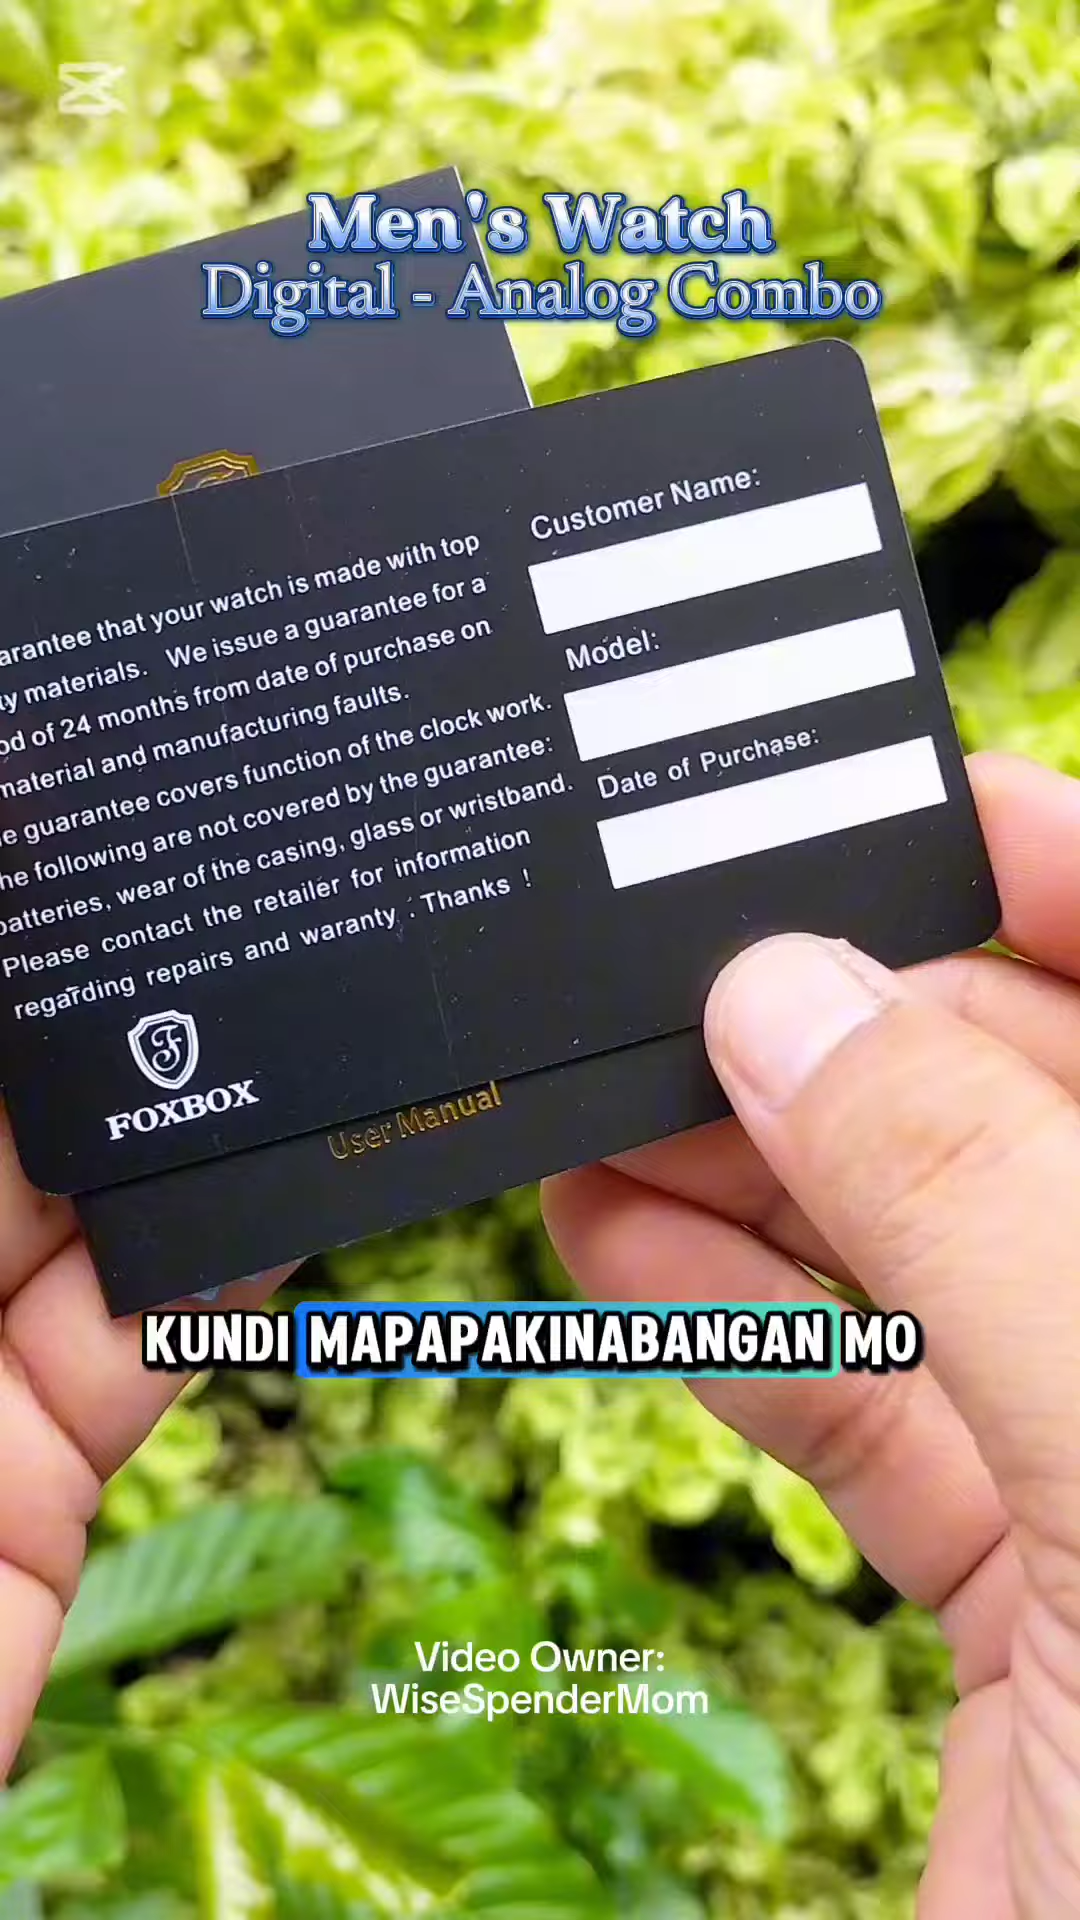 Men's Watch
Digital - Analog Combo
that your watch is made with top
materials. We issue a guarantee for a
of 24 months from date of purchase on
material and manufacturing faults.
guarantee covers function of the clock work.
following are not covered by the guarantee:
batteries, wear of the casing, glass or wristband.
Please contact the retailer for information
regarding repairs and waranty . Thanks !
FOXBOX
Customer Name:
Model:
Date of Purchase:
User Manual
KUNDI MAPAPAKINABANGAN MO
Video Owner:
WiseSpenderMom